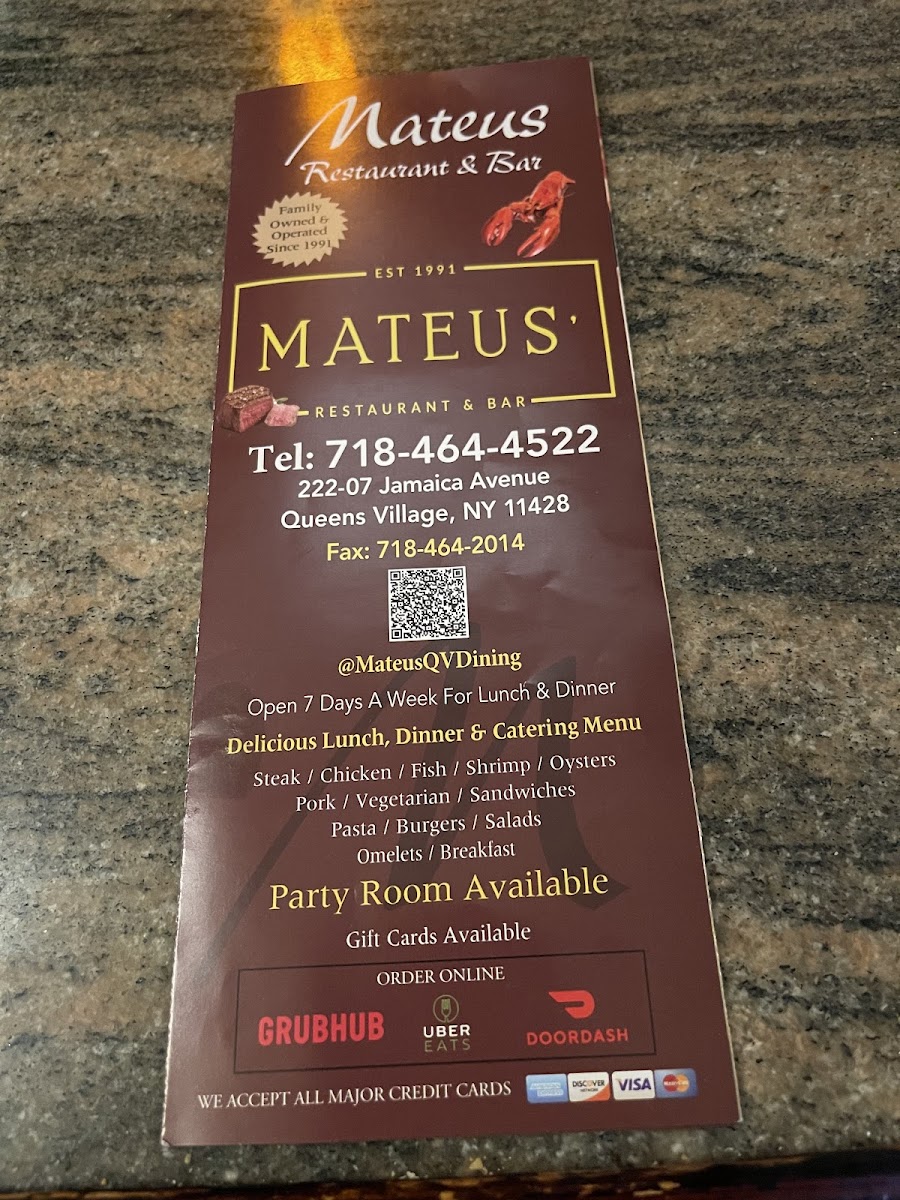 Mateus
Restaurant & Bar
Family
Owned &
Operated
Since 1991
EST 1991
MATEUS'
RESTAURANT & BAR
Tel: 718-464-4522
222-07 Jamaica Avenue
Queens Village, NY 11428
Fax: 718-464-2014
@MateusQVDining
Open 7 Days A Week For Lunch & Dinner
Delicious Lunch, Dinner & Catering Menu
Steak / Chicken / Fish / Shrimp / Oysters
Pork / Vegetarian / Sandwiches
Pasta / Burgers / Salads
Omelets / Breakfast
Party Room Available
Gift Cards Available
ORDER ONLINE
GRUBHUB
UBER
EATS
DOORDASH
WE ACCEPT ALL MAJOR CREDIT CARDS
DISCOVER
VISA